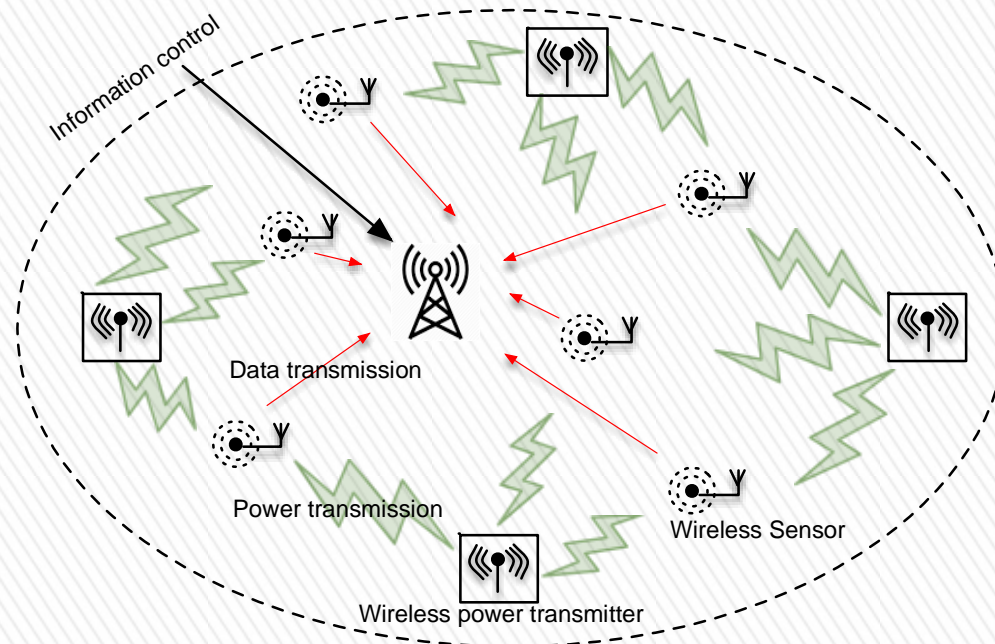 Information control
Data transmission
Power transmission
Wireless Sensor
Wireless power transmitter